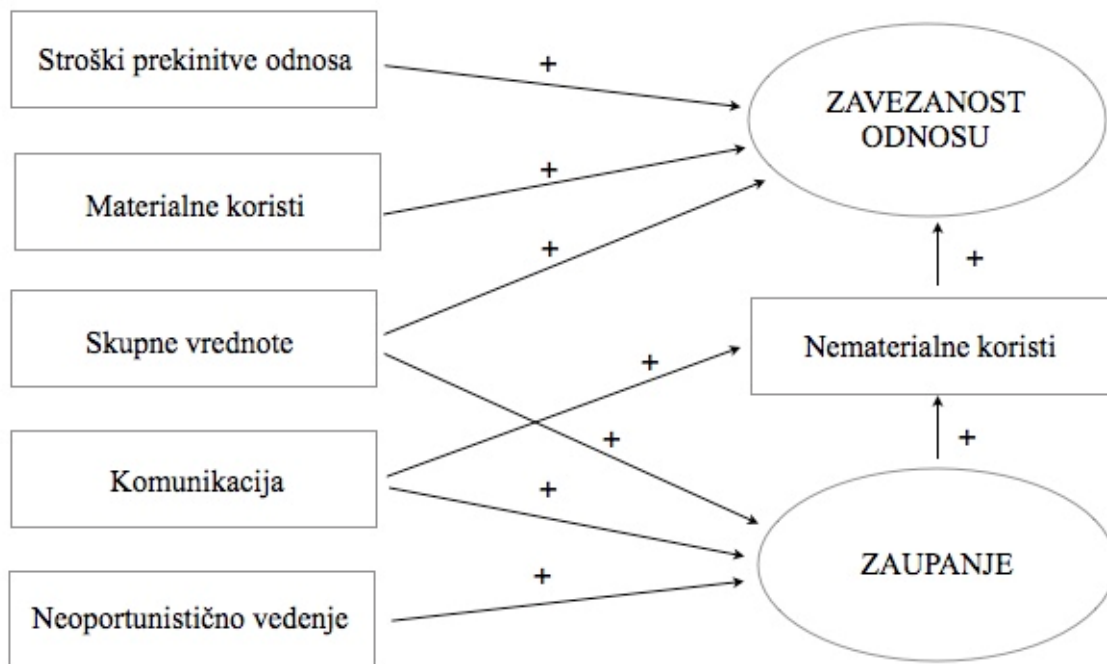 Stroški prekinitve odnosa
+
ZAVEZANOST
ODNOSU
Materialne koristi
+
Skupne vrednote
+
+
Nematerialne koristi
+
Komunikacija
+
+
+
ZAUPANJE
Neoportunistično vedenje
+